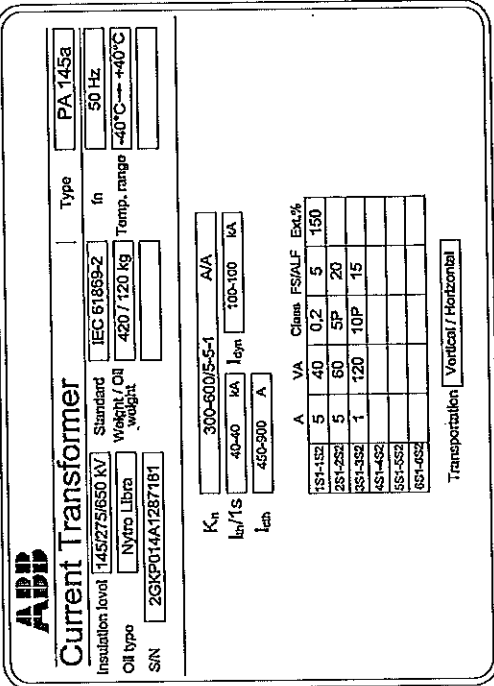 ABB
Current Transformer Type PA 145a
Insulation level 145/275/650 kV Standard IEC 61869-2 fn 50 Hz
Oil type Nytro Libra Weight / Oil weight 420 / 120 kg Temp. range -40°C — +40°C
S/N 2GKP014A1287181
Kn 300-600/5-5-1 A/A
Ith/1s 40-40 kA Idyn 100-100 kA
Icth 450-900 A
A VA Class FS/ALF Ext.%
1S1-1S2 5 40 0,2 5 150
2S1-2S2 5 60 5P 20
3S1-3S2 1 120 10P 15
4S1-4S2
5S1-5S2
6S1-6S2
Transportation Vertical / Horizontal